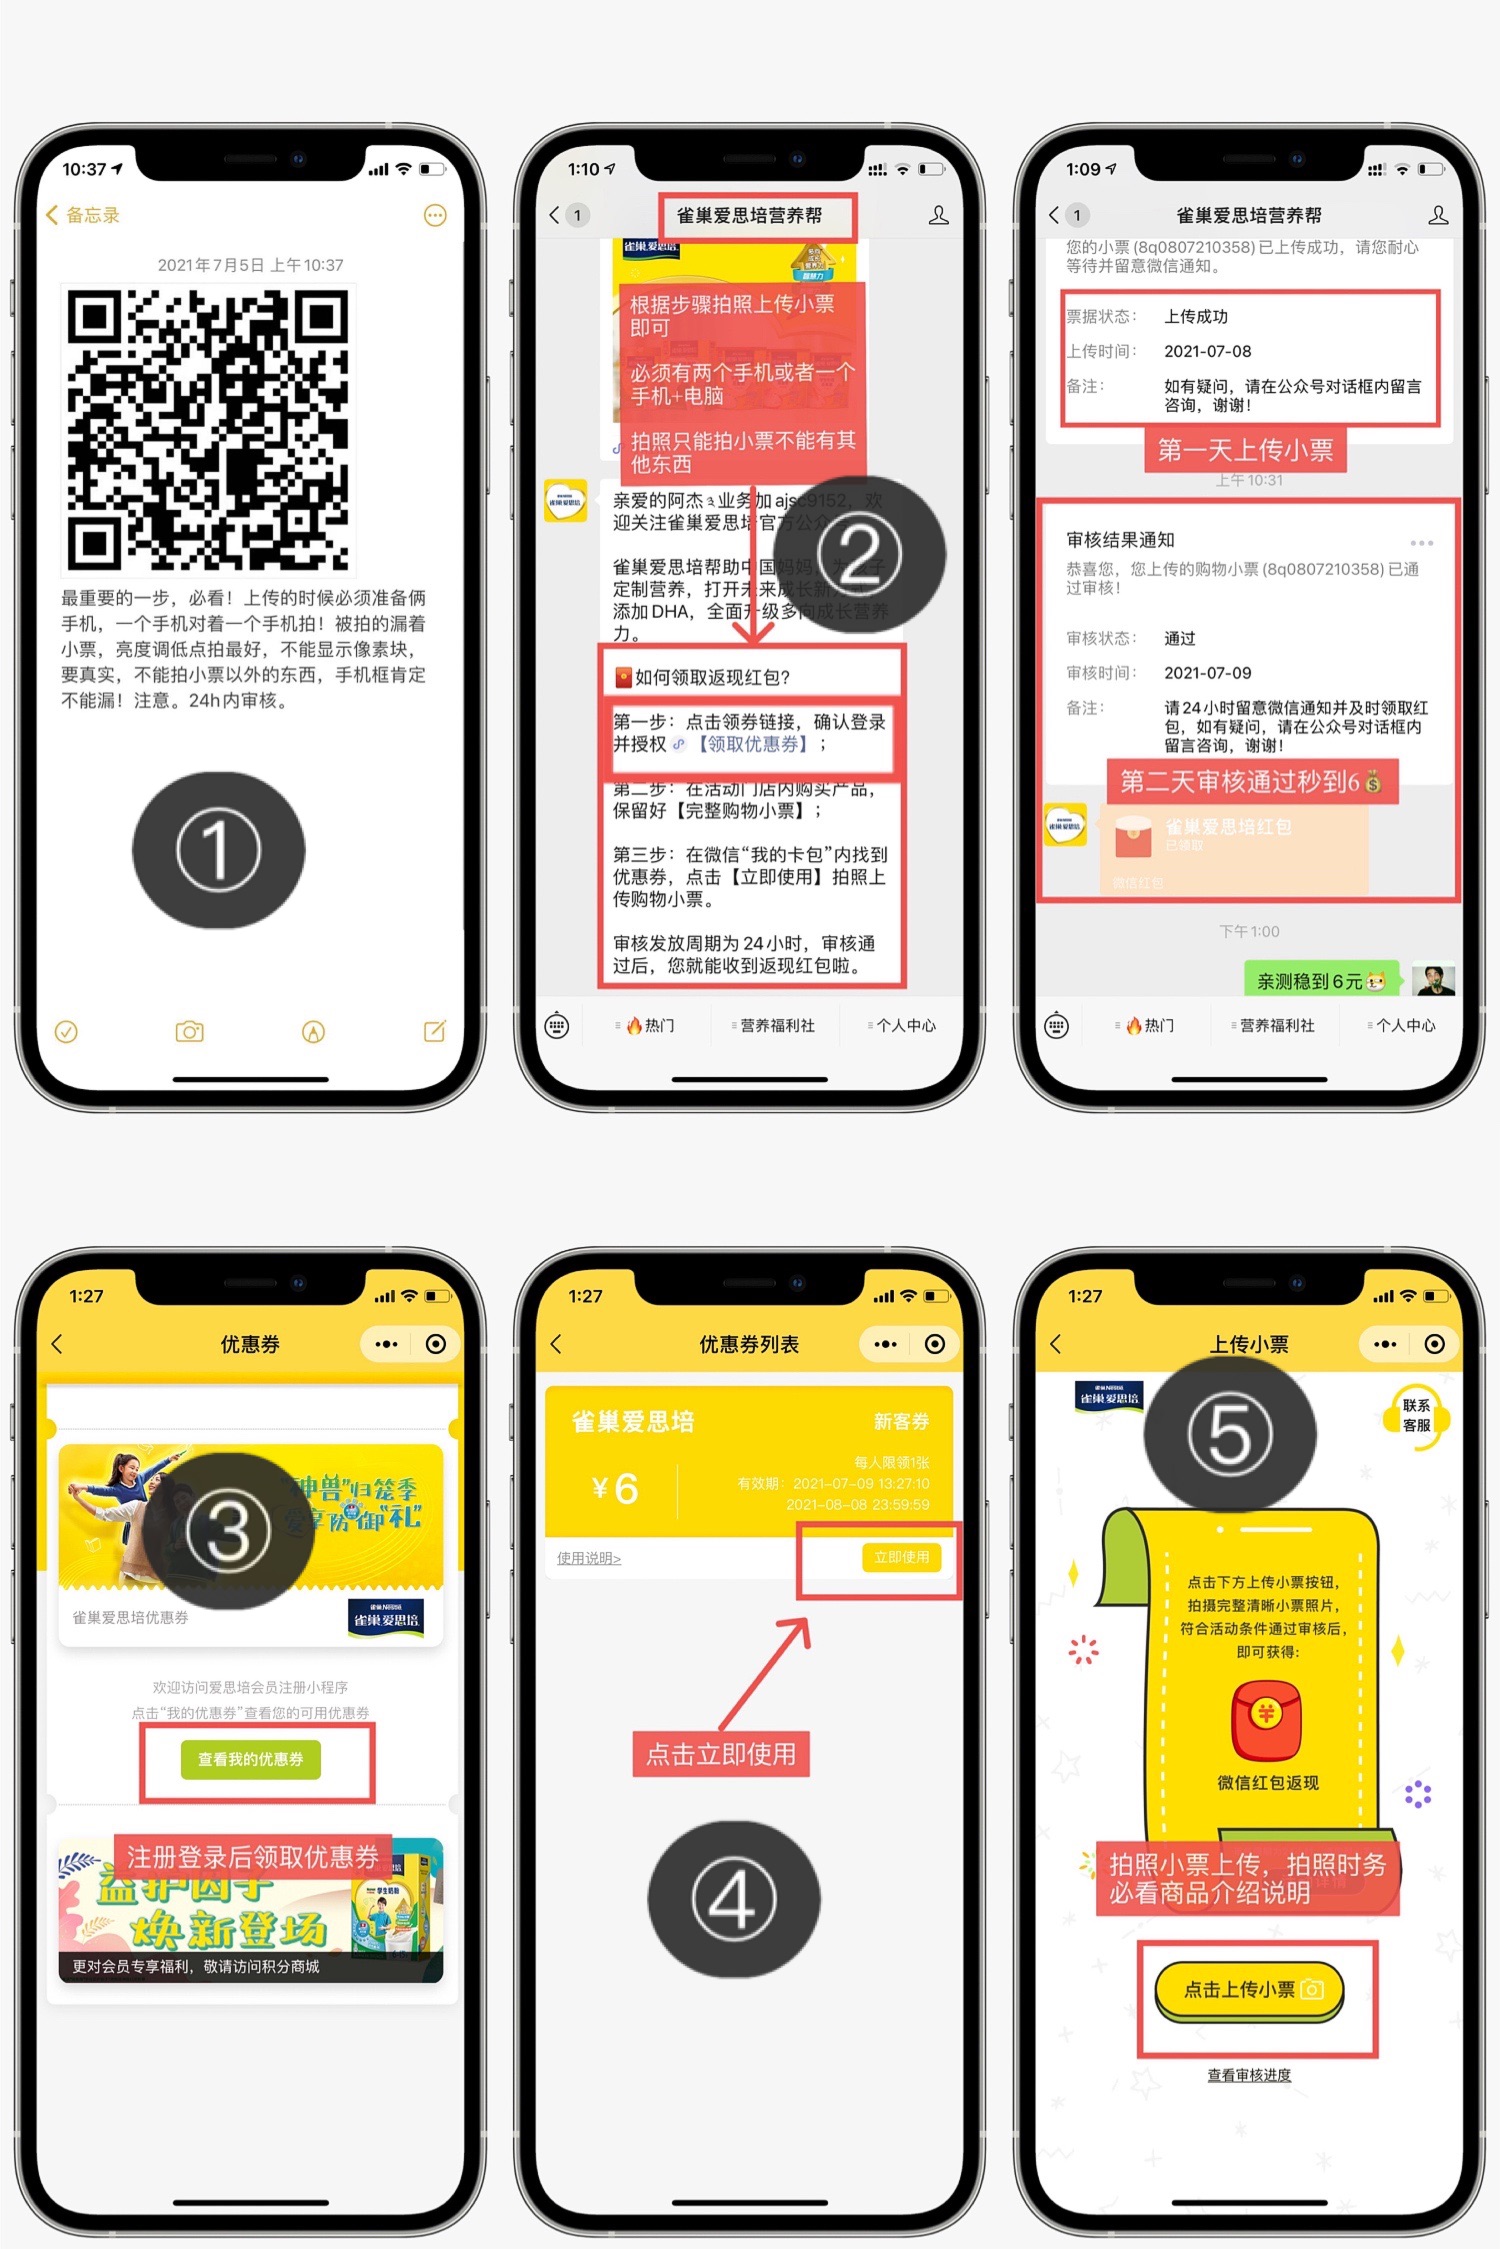 10:37
备忘录
2021年7月5日 上午10:37
最重要的一步，必看！上传的时候必须准备俩
手机，一个手机对着一个手机拍！被拍的漏着
小票，亮度调低点拍最好，不能显示像素块，
要真实，不能拍小票以外的东西，手机框肯定
不能漏！注意。24h内审核。
①
1:10
1
雀巢爱思培营养帮
雀巢爱思培
根据步骤拍照上传小票
即可
必须有两个手机或者一个
手机+电脑
拍照只能拍小票不能有其
他东西
亲爱的阿杰 业务加ajsc9152，欢
迎关注雀巢爱思培官方公众
②
雀巢爱思培帮助中国妈妈，为孩子
定制营养，打开未来成长新
添加DHA，全面升级多向成长营养
力。
如何领取返现红包？
第一步：点击领券链接，确认登录
并授权【领取优惠券】；
第二步：在活动门店内购买产品，
保留好【完整购物小票】；
第三步：在微信“我的卡包”内找到
优惠券，点击【立即使用】拍照上
传购物小票。
审核发放周期为24小时，审核通
过后，您就能收到返现红包啦。
热门
营养福利社
个人中心
1:09
1
雀巢爱思培营养帮
您的小票(8q0807210358)已上传成功，请您耐心
等待并留意微信通知。
票据状态： 上传成功
上传时间： 2021-07-08
备注： 如有疑问，请在公众号对话框内留言
咨询，谢谢！
第一天上传小票
上午10:31
审核结果通知
恭喜您，您上传的购物小票(8q0807210358)已通
过审核！
审核状态： 通过
审核时间： 2021-07-09
备注： 请24小时留意微信通知并及时领取红
包，如有疑问，请在公众号对话框内
留言咨询，谢谢！
第二天审核通过秒到6💰
雀巢爱思培红包
已领取
微信红包
下午1:00
亲测稳到6元
热门
营养福利社
个人中心
1:27
优惠券
“神兽”归笼季
爱享防御“礼”
③
雀巢爱思培优惠券
雀巢Nestle
雀巢爱思培
欢迎访问爱思培会员注册小程序
点击“我的优惠券”查看您的可用优惠券
查看我的优惠券
注册登录后领取优惠券
益护因子
焕新登场
学生奶粉
更对会员专享福利，敬请访问积分商城
1:27
优惠券列表
雀巢爱思培
新客券
¥6
每人限领1张
有效期：2021-07-09 13:27:10
2021-08-08 23:59:59
使用说明>
立即使用
点击立即使用
④
1:27
上传小票
雀巢Nestle
雀巢爱思培
⑤
联系
客服
点击下方上传小票按钮，
拍摄完整清晰小票照片，
符合活动条件通过审核后，
即可获得：
微信红包返现
拍照小票上传，拍照时务
必看商品介绍说明
点击上传小票
查看审核进度